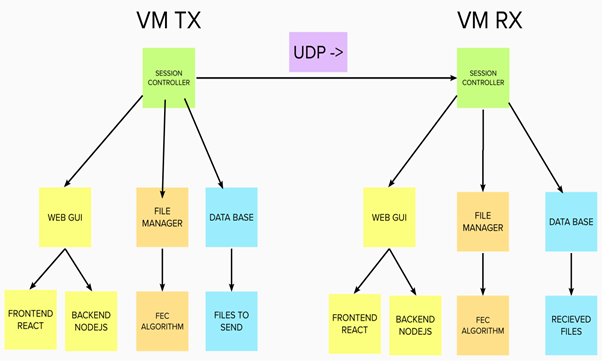 VM TX
VM RX
UDP ->
SESSION
CONTROLLER
SESSION
CONTROLLER
WEB GUI
FILE
MANAGER
DATA BASE
WEB GUI
FILE
MANAGER
DATA BASE
FRONTEND
REACT
BACKEND
NODEJS
FEC
ALGORITHM
FILES TO
SEND
FRONTEND
REACT
BACKEND
NODEJS
FEC
ALGORITHM
RECIEVED
FILES